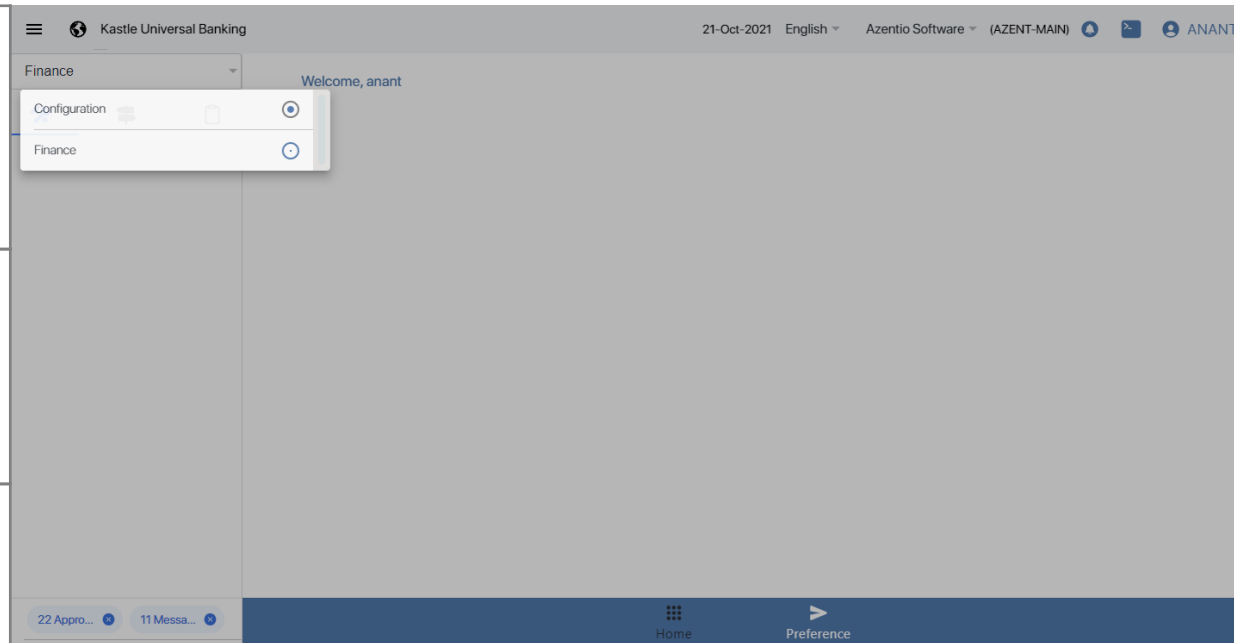 Kastle Universal Banking 21-Oct-2021 English Azentio Software (AZENT-MAIN) ANANT
Finance
Welcome, anant
Configuration
Finance
22 Appro... 11 Messa...
Home Preference